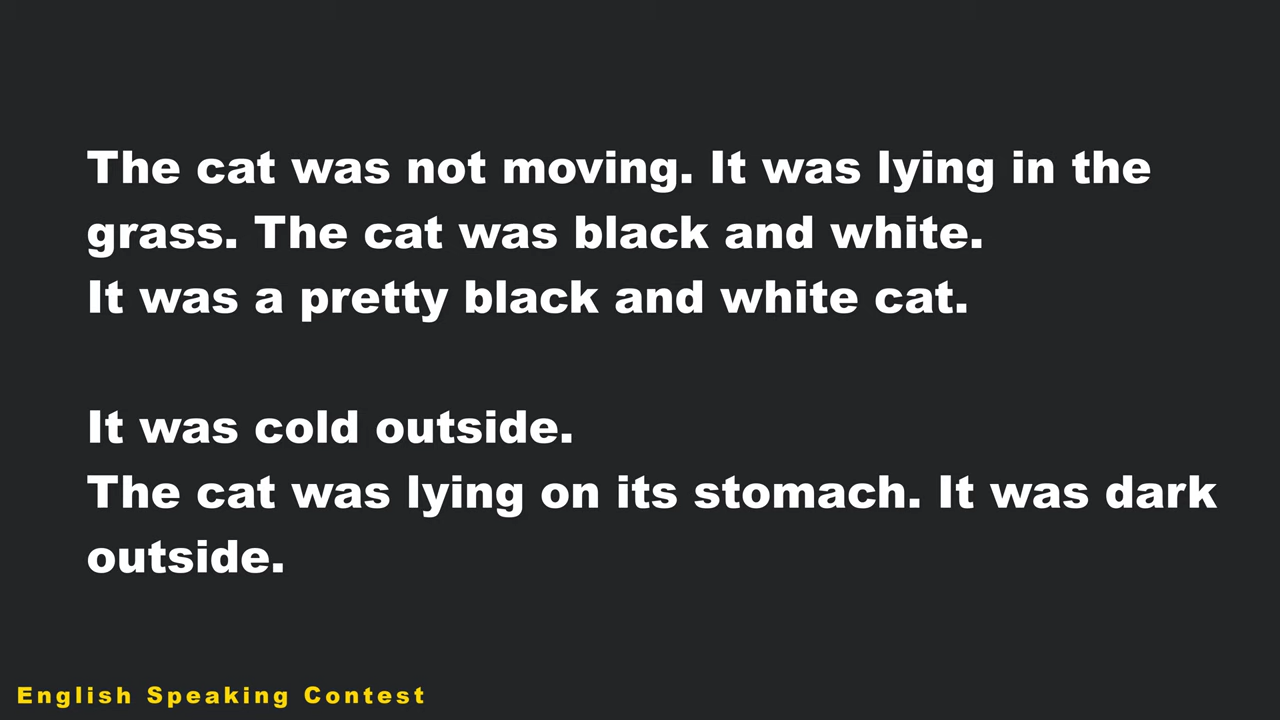 The cat was not moving. It was lying in the
grass. The cat was black and white.
It was a pretty black and white cat.
It was cold outside.
The cat was lying on its stomach. It was dark
outside.
English Speaking Contest